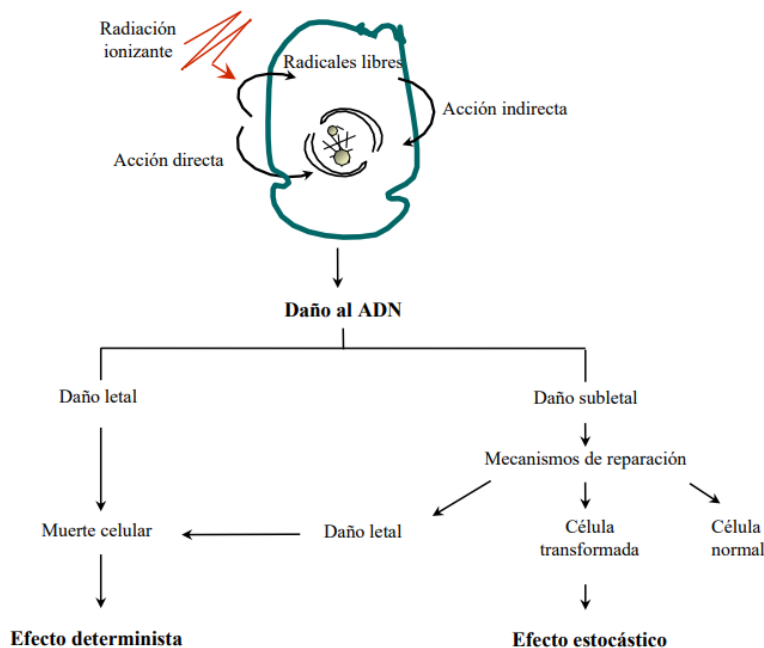 Radiación
ionizante
Radicales libres
Acción indirecta
Acción directa
Daño al ADN
Daño letal
Daño subletal
Mecanismos de reparación
Muerte celular
Daño letal
Célula
transformada
Célula
normal
Efecto determinista
Efecto estocástico